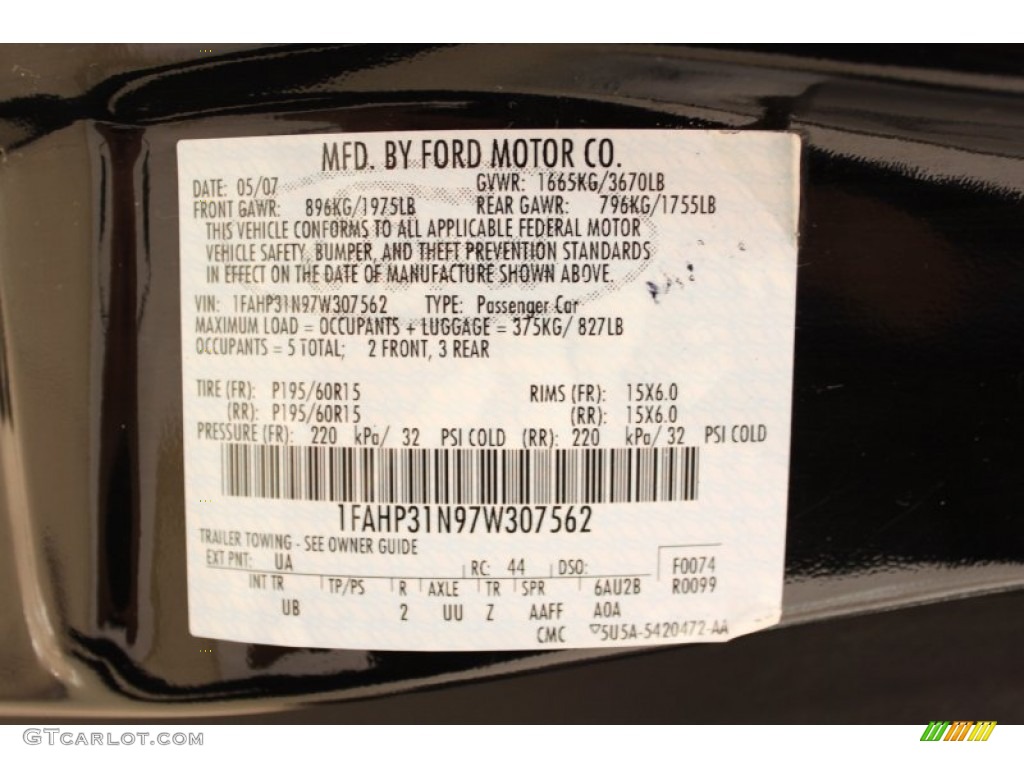 MFD. BY FORD MOTOR CO.
DATE: 05/07 GVWR: 1665KG/3670LB
FRONT GAWR: 896KG/1975LB REAR GAWR: 796KG/1755LB
THIS VEHICLE CONFORMS TO ALL APPLICABLE FEDERAL MOTOR
VEHICLE SAFETY, BUMPER, AND THEFT PREVENTION STANDARDS
IN EFFECT ON THE DATE OF MANUFACTURE SHOWN ABOVE.
VIN: 1FAHP31N97W307562 TYPE: Passenger Car
MAXIMUM LOAD = OCCUPANTS + LUGGAGE = 375KG/ 827LB
OCCUPANTS = 5 TOTAL; 2 FRONT, 3 REAR
TIRE (FR): P195/60R15 RIMS (FR): 15X6.0
(RR): P195/60R15 (RR): 15X6.0
PRESSURE (FR): 220 kPa/ 32 PSI COLD (RR): 220 kPa/ 32 PSI COLD
1FAHP31N97W307562
TRAILER TOWING - SEE OWNER GUIDE
EXT PNT: UA RC: 44 DSO: F0074
INT TR TP/PS R AXLE TR SPR 6AU2B R0099
UB 2 UU Z AAFF A0A
CMC ▽5U5A-5420472-AA
GTCarLot.com